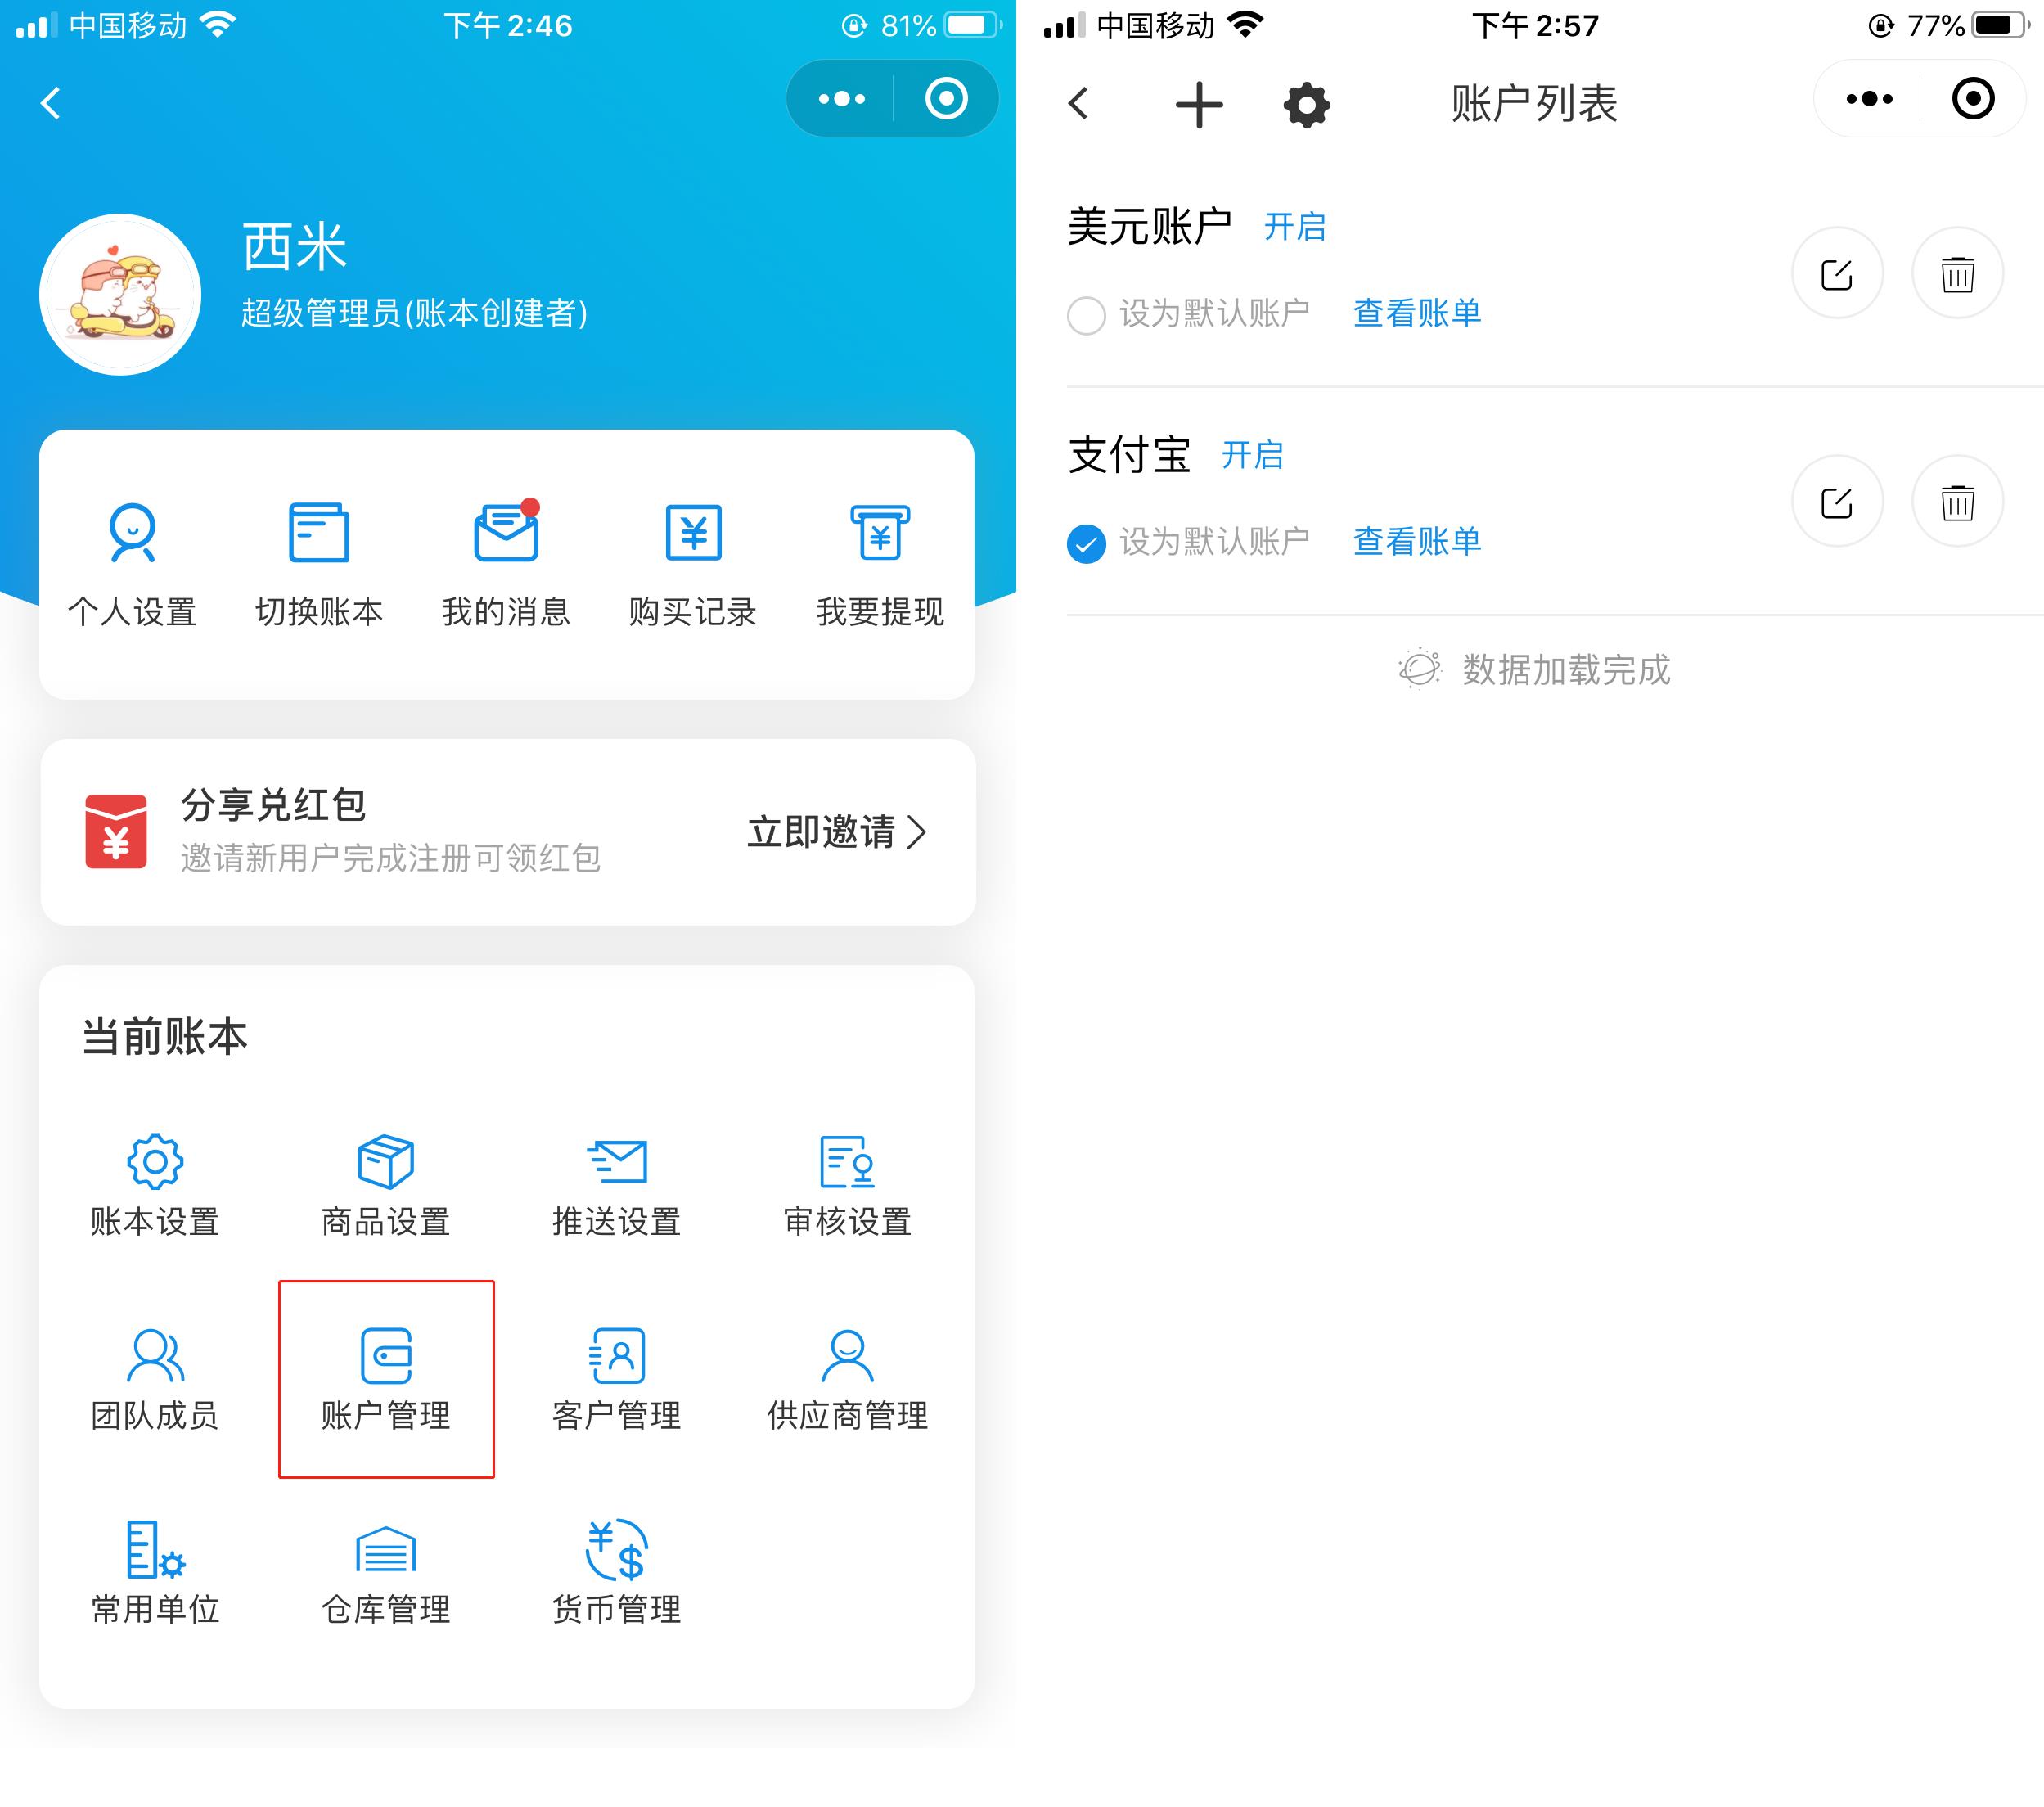 中国移动 下午 2:46 81%
西米
超级管理员(账本创建者)
个人设置 切换账本 我的消息 购买记录 我要提现
分享兑红包
邀请新用户完成注册可领红包
立即邀请
当前账本
账本设置 商品设置 推送设置 审核设置
团队成员 账户管理 客户管理 供应商管理
常用单位 仓库管理 货币管理
中国移动 下午 2:57 77%
账户列表
美元账户 开启
设为默认账户 查看账单
支付宝 开启
设为默认账户 查看账单
数据加载完成